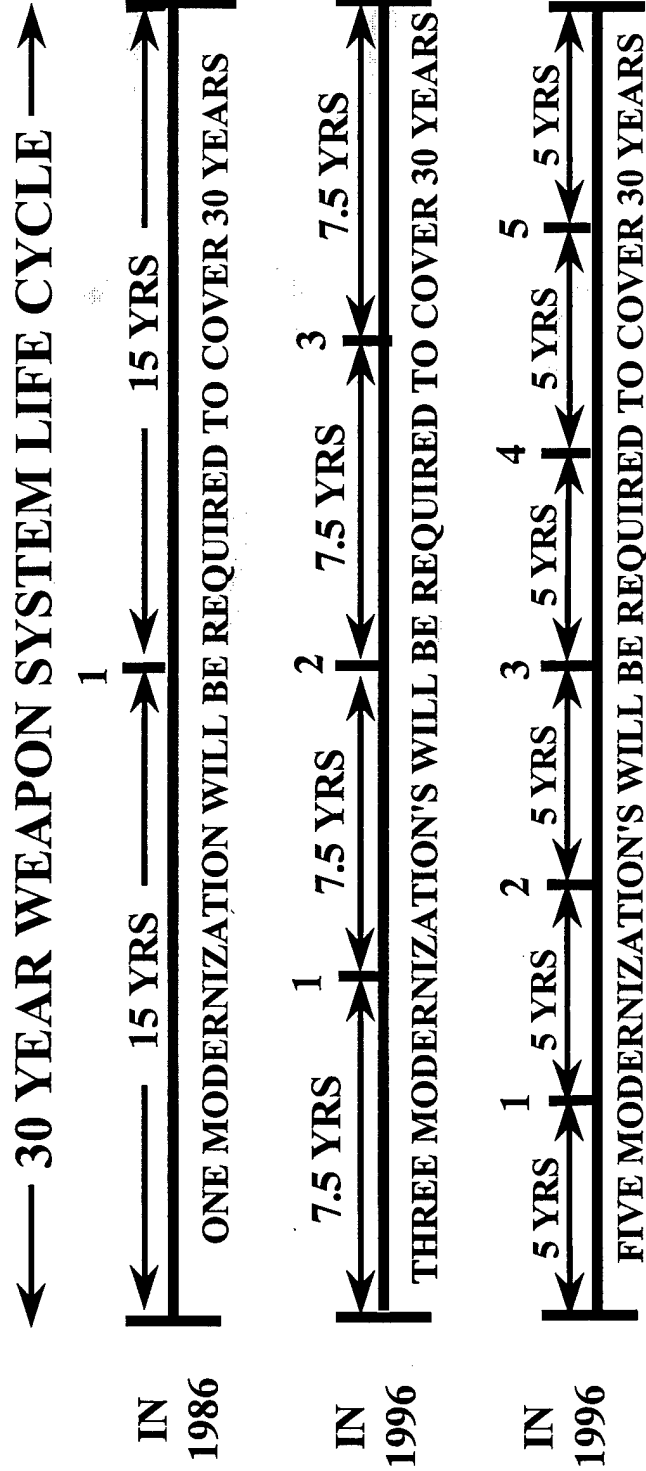 30 YEAR WEAPON SYSTEM LIFE CYCLE
IN
1986
1
15 YRS
15 YRS
ONE MODERNIZATION WILL BE REQUIRED TO COVER 30 YEARS
IN
1996
1
2
3
7.5 YRS
7.5 YRS
7.5 YRS
7.5 YRS
THREE MODERNIZATION'S WILL BE REQUIRED TO COVER 30 YEARS
IN
1996
1
2
3
4
5
5 YRS
5 YRS
5 YRS
5 YRS
5 YRS
5 YRS
FIVE MODERNIZATION'S WILL BE REQUIRED TO COVER 30 YEARS